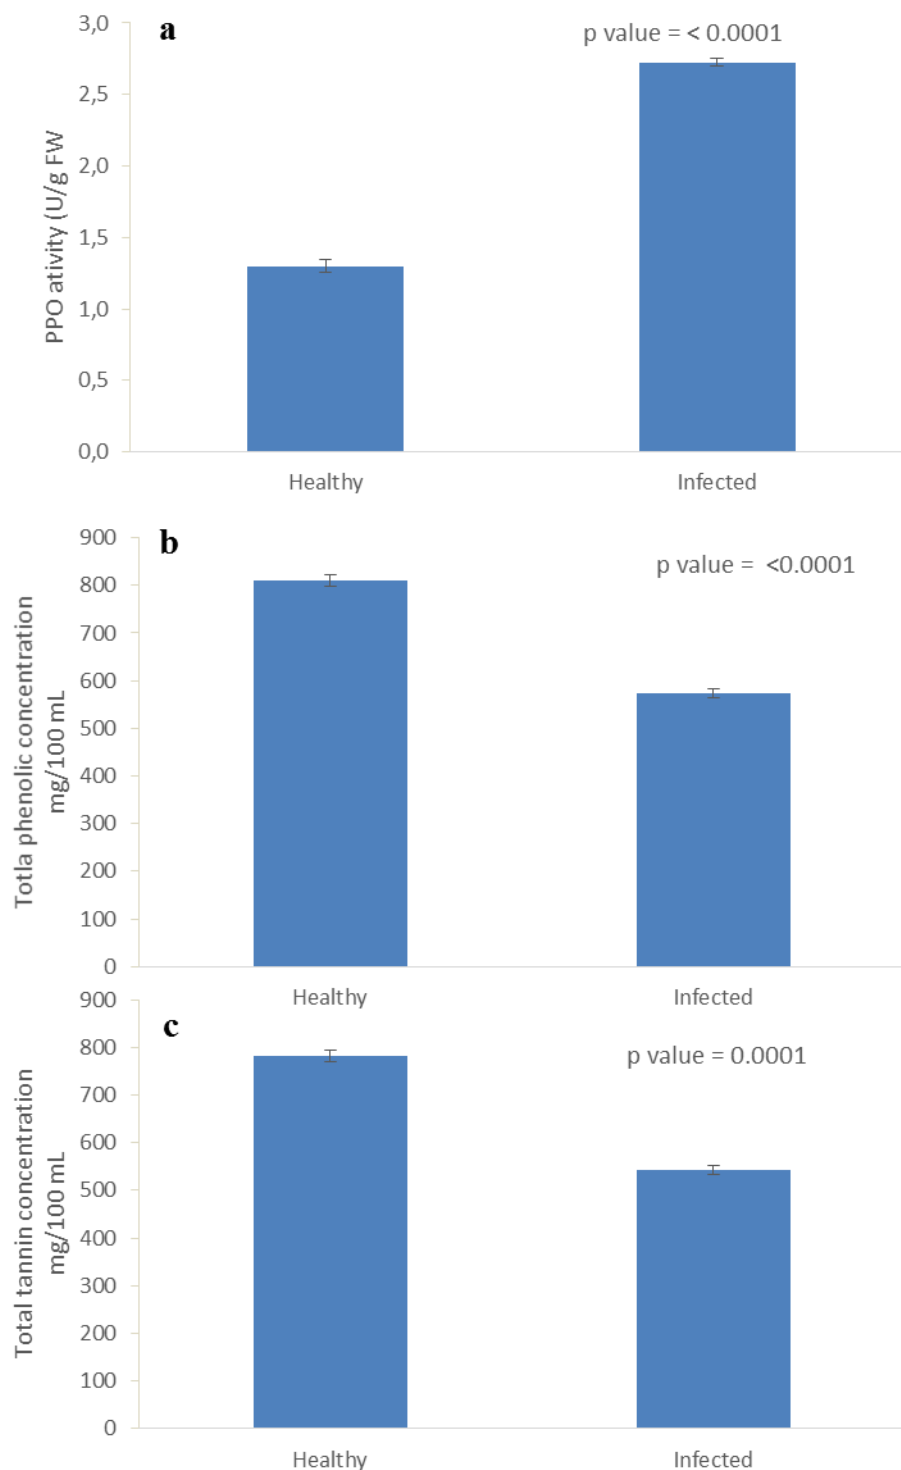 a
p value = < 0.0001
PPO ativity (U/g FW
3,0
2,5
2,0
1,5
1,0
0,5
0,0
Healthy
Infected
b
p value =  <0.0001
Totla phenolic concentration
mg/100 mL
900
800
700
600
500
400
300
200
100
0
Healthy
Infected
c
p value = 0.0001
Total tannin concentration
mg/100 mL
900
800
700
600
500
400
300
200
100
0
Healthy
Infected